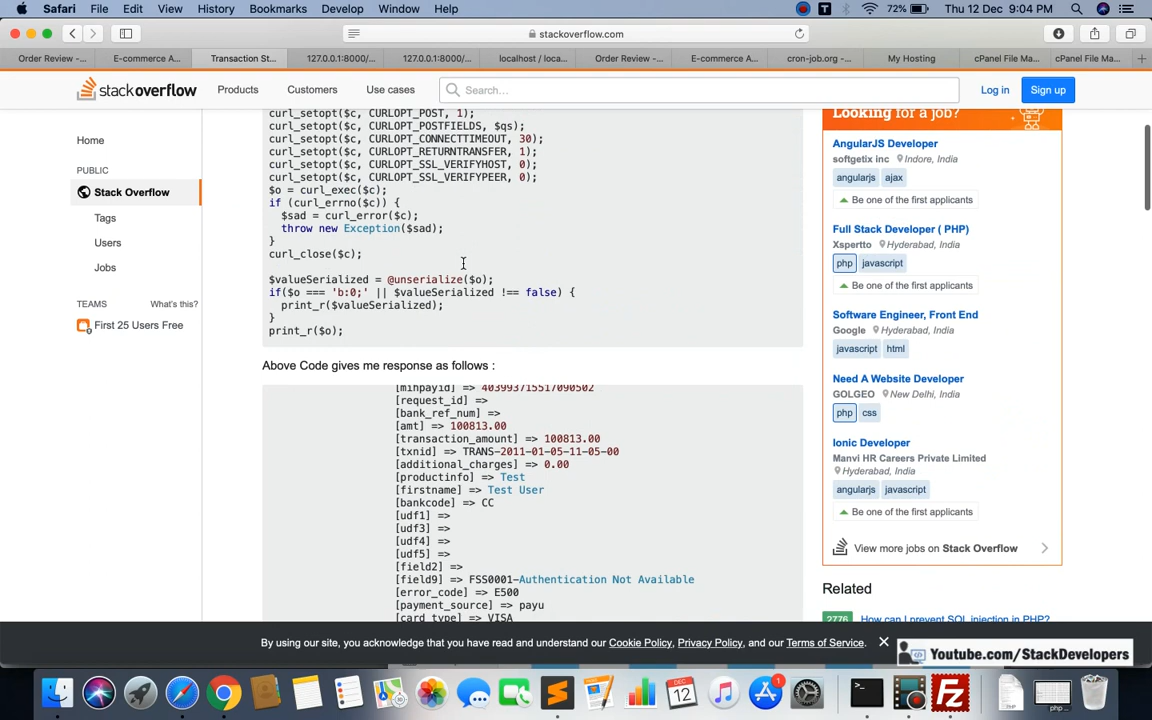 Safari File Edit View History Bookmarks Develop Window Help 72% Thu 12 Dec 9:04 PM
stackoverflow.com
Order Review -... E-commerce A... Transaction St... 127.0.0.1:8000/... 127.0.0.1:8000/... localhost / loca... Order Review -... E-commerce A... cron-job.org -... My Hosting cPanel File Ma... cPanel File Ma...
stackoverflow Products Customers Use cases Search... Log in Sign up
Home
PUBLIC
Stack Overflow
Tags
Users
Jobs
TEAMS What's this?
First 25 Users Free
curl_setopt($c, CURLOPT_POST, 1);
curl_setopt($c, CURLOPT_POSTFIELDS, $qs);
curl_setopt($c, CURLOPT_CONNECTTIMEOUT, 30);
curl_setopt($c, CURLOPT_RETURNTRANSFER, 1);
curl_setopt($c, CURLOPT_SSL_VERIFYHOST, 0);
curl_setopt($c, CURLOPT_SSL_VERIFYPEER, 0);
$o = curl_exec($c);
if (curl_errno($c)) {
$sad = curl_error($c);
throw new Exception($sad);
}
curl_close($c);
$valueSerialized = @unserialize($o);
if($o === 'b:0;' || $valueSerialized !== false) {
print_r($valueSerialized);
}
print_r($o);
Above Code gives me response as follows :
[mihpayid] => 403993715517090502
[request_id] =>
[bank_ref_num] =>
[amt] => 100813.00
[transaction_amount] => 100813.00
[txnid] => TRANS-2011-01-05-11-05-00
[additional_charges] => 0.00
[productinfo] => Test
[firstname] => Test User
[bankcode] => CC
[udf1] =>
[udf3] =>
[udf4] =>
[udf5] =>
[field2] =>
[field9] => FSS0001-Authentication Not Available
[error_code] => E500
[payment_source] => payu
[card_type] => VISA
Looking for a job?
AngularJS Developer
softgetix inc Indore, India
angularjs ajax
Be one of the first applicants
Full Stack Developer ( PHP)
Xspertto Hyderabad, India
php javascript
Be one of the first applicants
Software Engineer, Front End
Google Hyderabad, India
javascript html
Need A Website Developer
GOLGEO New Delhi, India
php css
Ionic Developer
Manvi HR Careers Private Limited
Hyderabad, India
angularjs javascript
Be one of the first applicants
View more jobs on Stack Overflow
Related
2776 How can I prevent SQL injection in PHP?
By using our site, you acknowledge that you have read and understand our Cookie Policy, Privacy Policy, and our Terms of Service.
Youtube.com/StackDevelopers